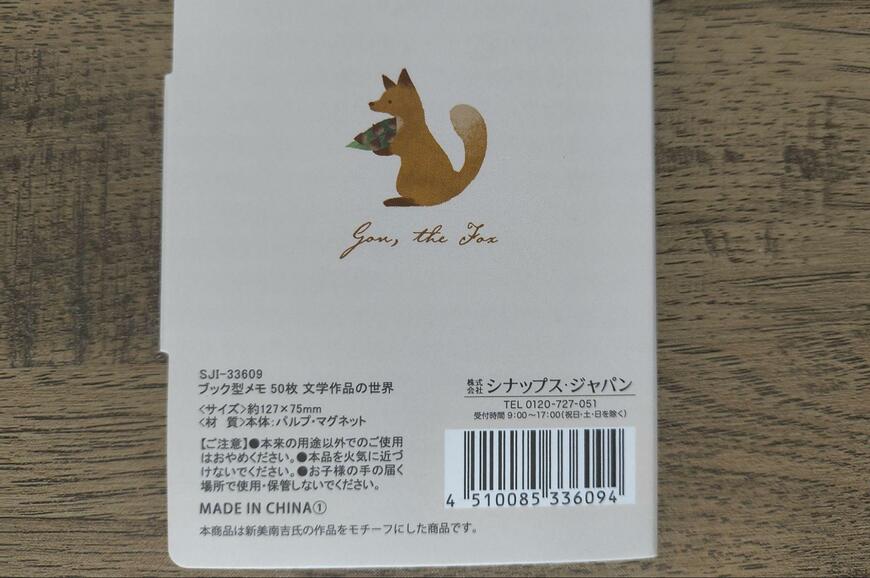 Gon, the Fox
SJI-33609
ブック型メモ 50枚 文学作品の世界
〈サイズ〉約127×75mm
〈材 質〉本体:パルプ・マグネット
【ご注意】●本来の用途以外でのご使用
はおやめください。●本品を火気に近づ
けないでください。●お子様の手の届く
場所で使用・保管しないでください。
MADE IN CHINA①
本商品は新美南吉氏の作品をモチーフにした商品です。
株式会社 シナップス・ジャパン
TEL 0120-727-051
受付時間 9:00～17:00(祝日・土・日を除く)
4 510085 336094